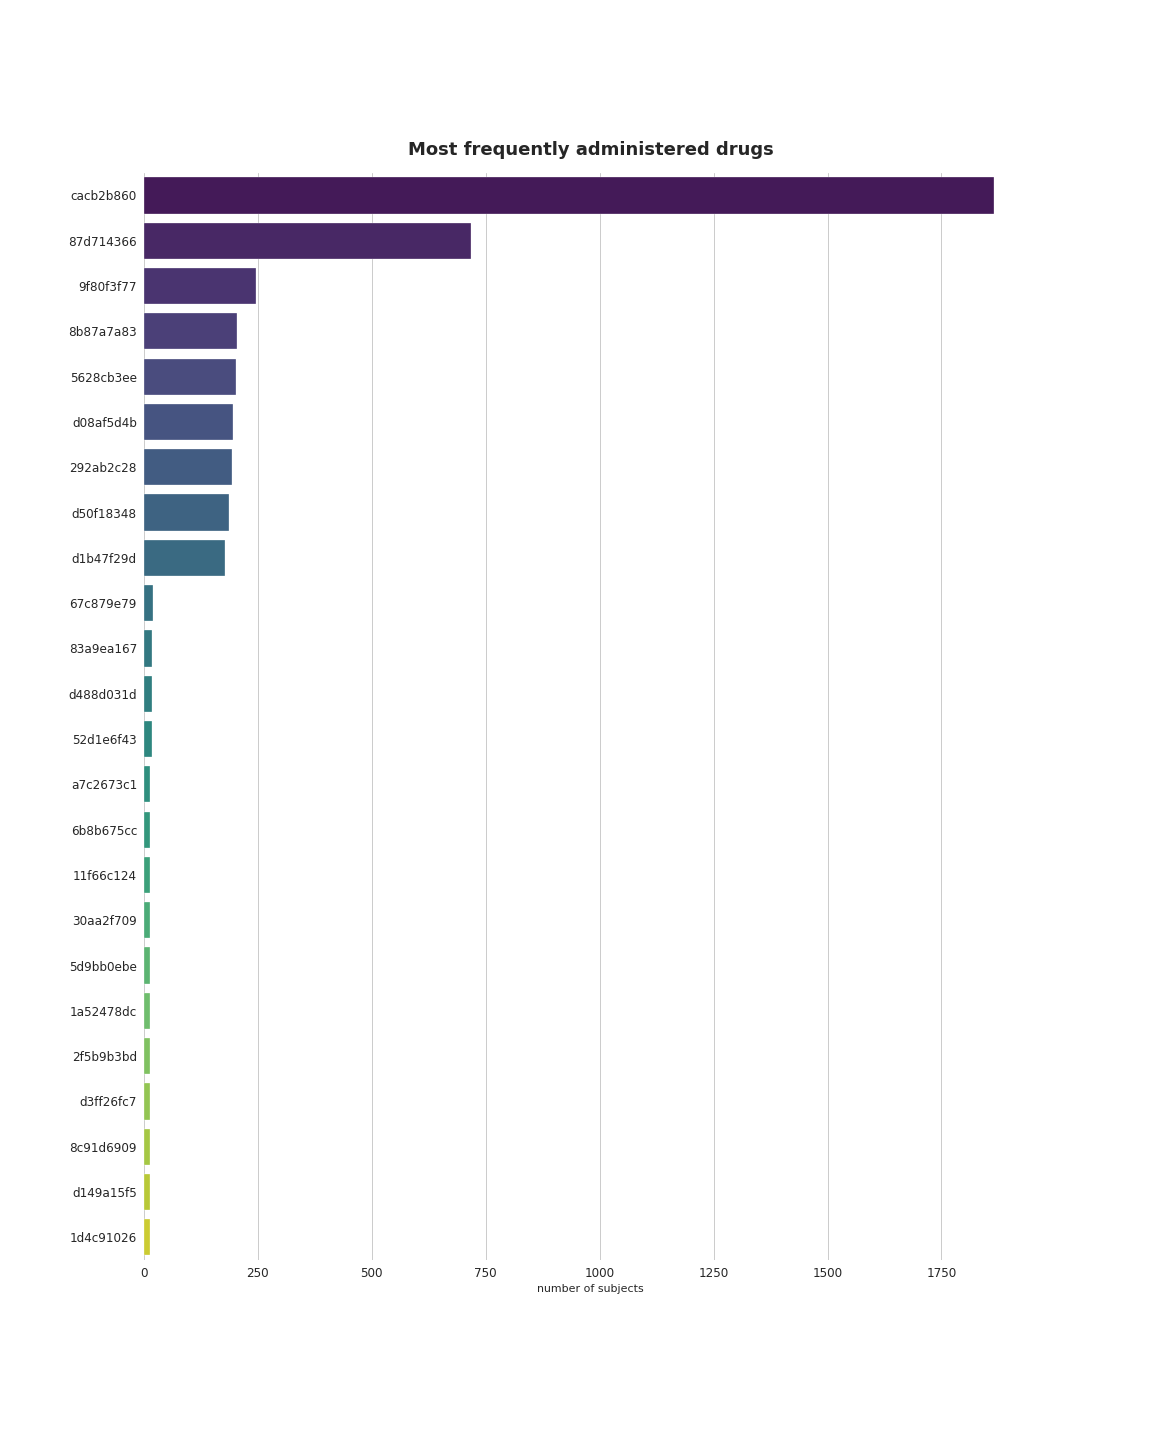 Most frequently administered drugs
cacb2b860
87d714366
9f80f3f77
8b87a7a83
5628cb3ee
d08af5d4b
292ab2c28
d50f18348
d1b47f29d
67c879e79
83a9ea167
d488d031d
52d1e6f43
a7c2673c1
6b8b675cc
11f66c124
30aa2f709
5d9bb0ebe
1a52478dc
2f5b9b3bd
d3ff26fc7
8c91d6909
d149a15f5
1d4c91026
0 250 500 750 1000 1250 1500 1750
number of subjects